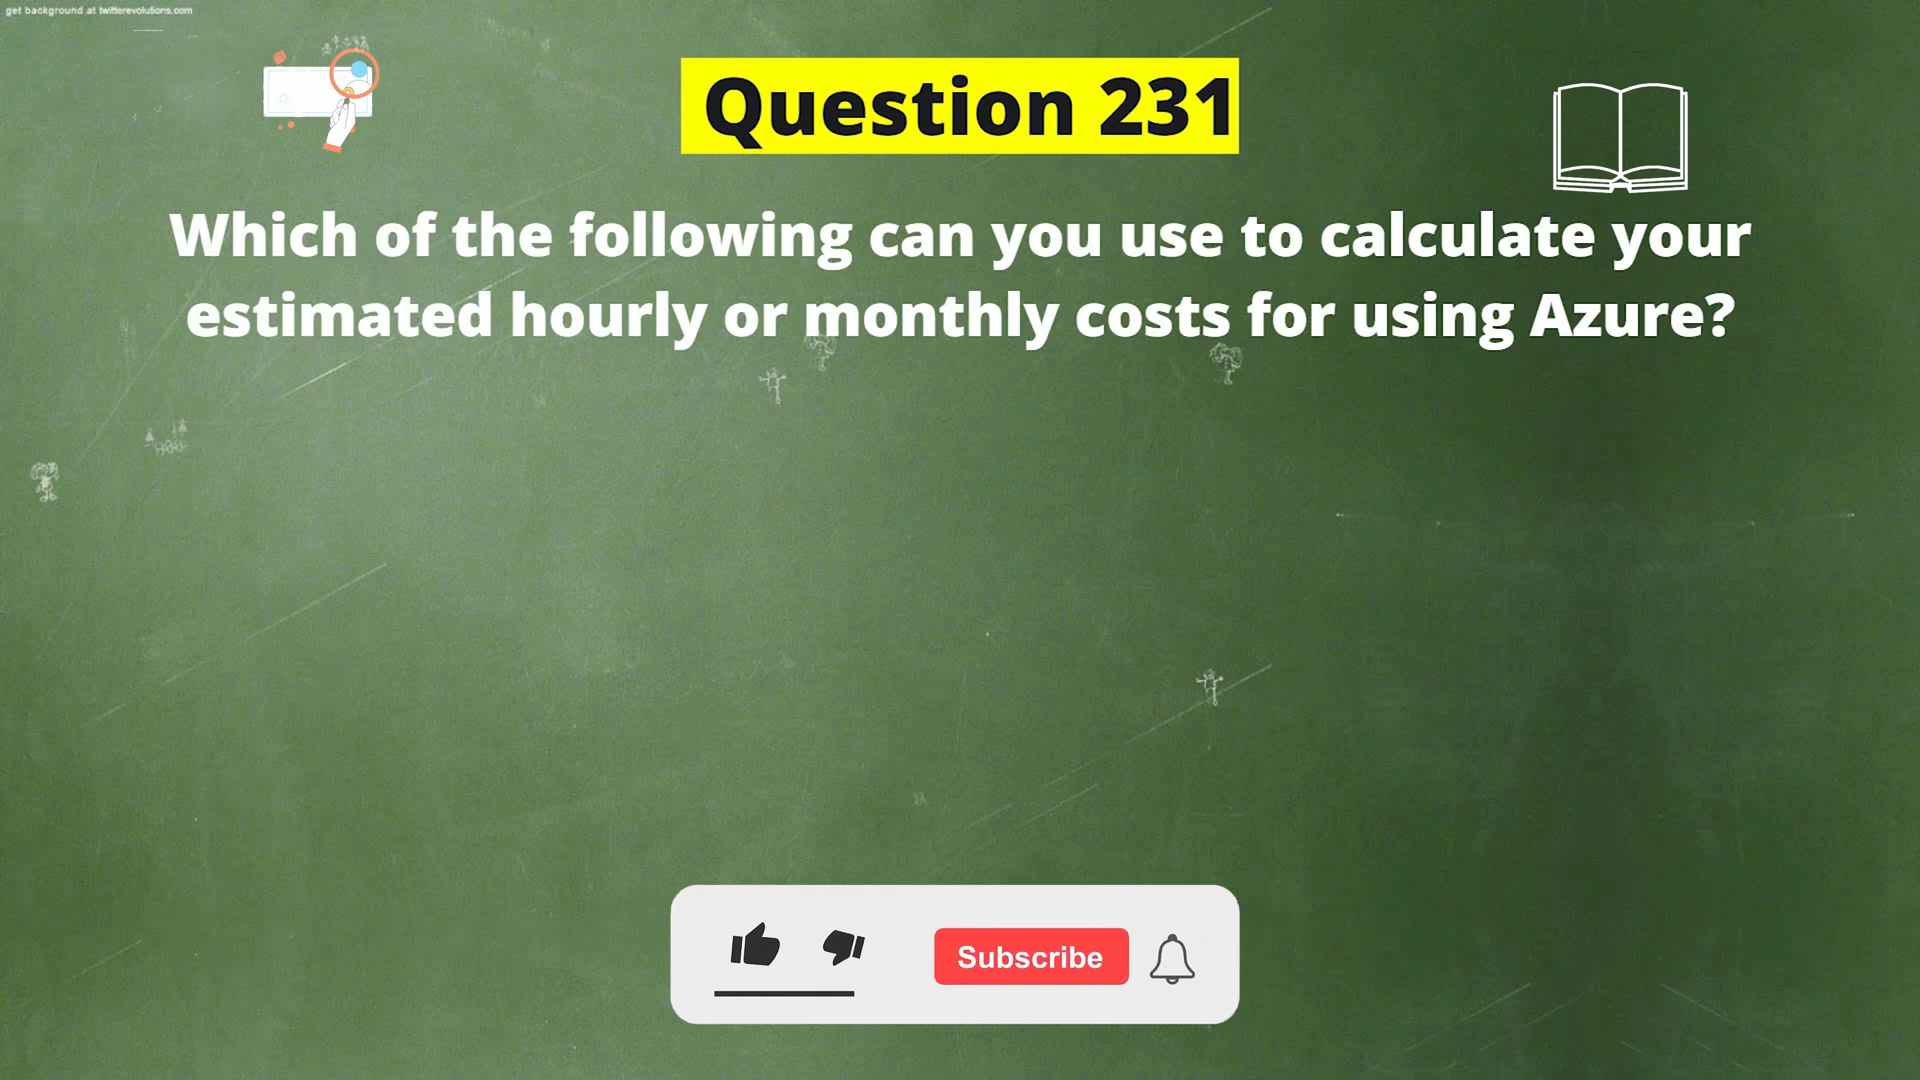 get background at twitterevolutions.com
Question 231
Which of the following can you use to calculate your
estimated hourly or monthly costs for using Azure?
Subscribe